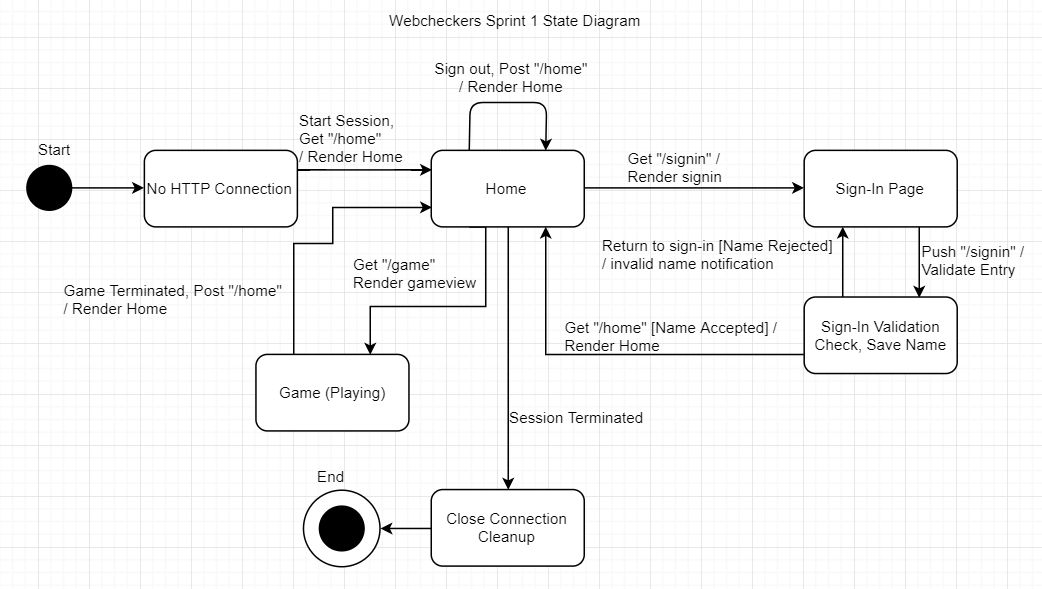 Webcheckers Sprint 1 State Diagram
Sign out, Post "/home"
/ Render Home
Start Session,
Get "/home"
/ Render Home
Start
No HTTP Connection
Home
Get "/signin" /
Render signin
Sign-In Page
Return to sign-in [Name Rejected]
/ invalid name notification
Push "/signin" /
Validate Entry
Get "/game"
Render gameview
Game Terminated, Post "/home"
/ Render Home
Get "/home" [Name Accepted] /
Render Home
Sign-In Validation
Check, Save Name
Game (Playing)
Session Terminated
End
Close Connection
Cleanup